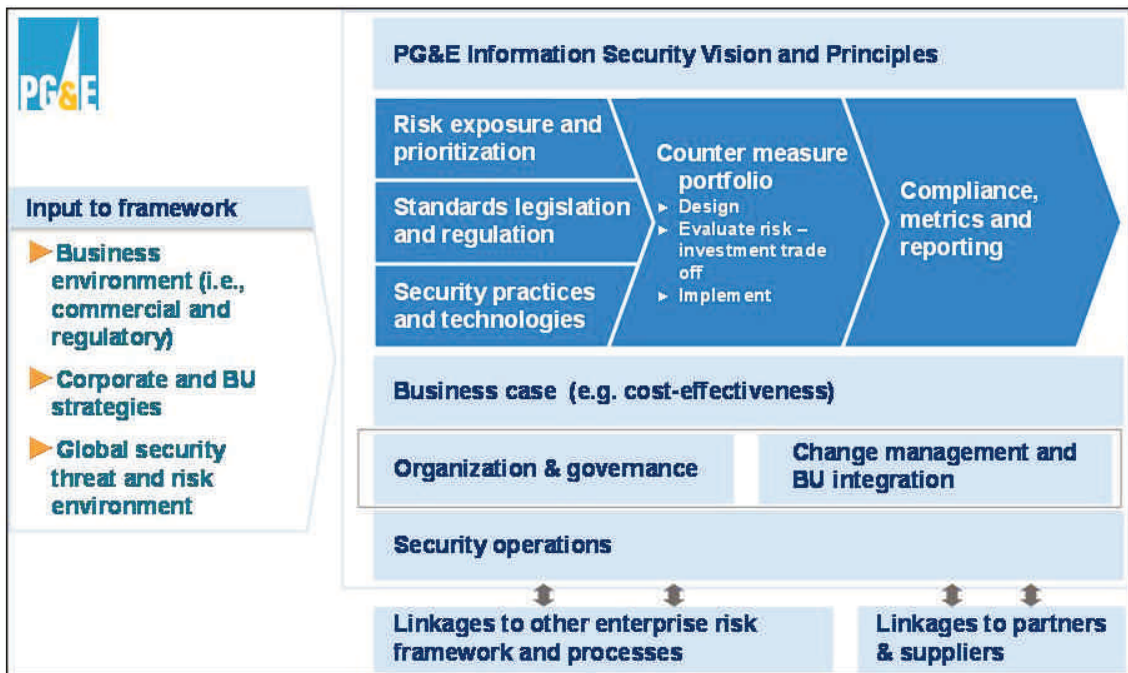 PG&E
PG&E Information Security Vision and Principles
Risk exposure and
prioritization
Standards legislation
and regulation
Security practices
and technologies
Counter measure
portfolio
► Design
► Evaluate risk –
investment trade
off
► Implement
Compliance,
metrics and
reporting
Input to framework
Business
environment (i.e.,
commercial and
regulatory)
Corporate and BU
strategies
Global security
threat and risk
environment
Business case (e.g. cost-effectiveness)
Organization & governance
Change management and
BU integration
Security operations
Linkages to other enterprise risk
framework and processes
Linkages to partners
& suppliers